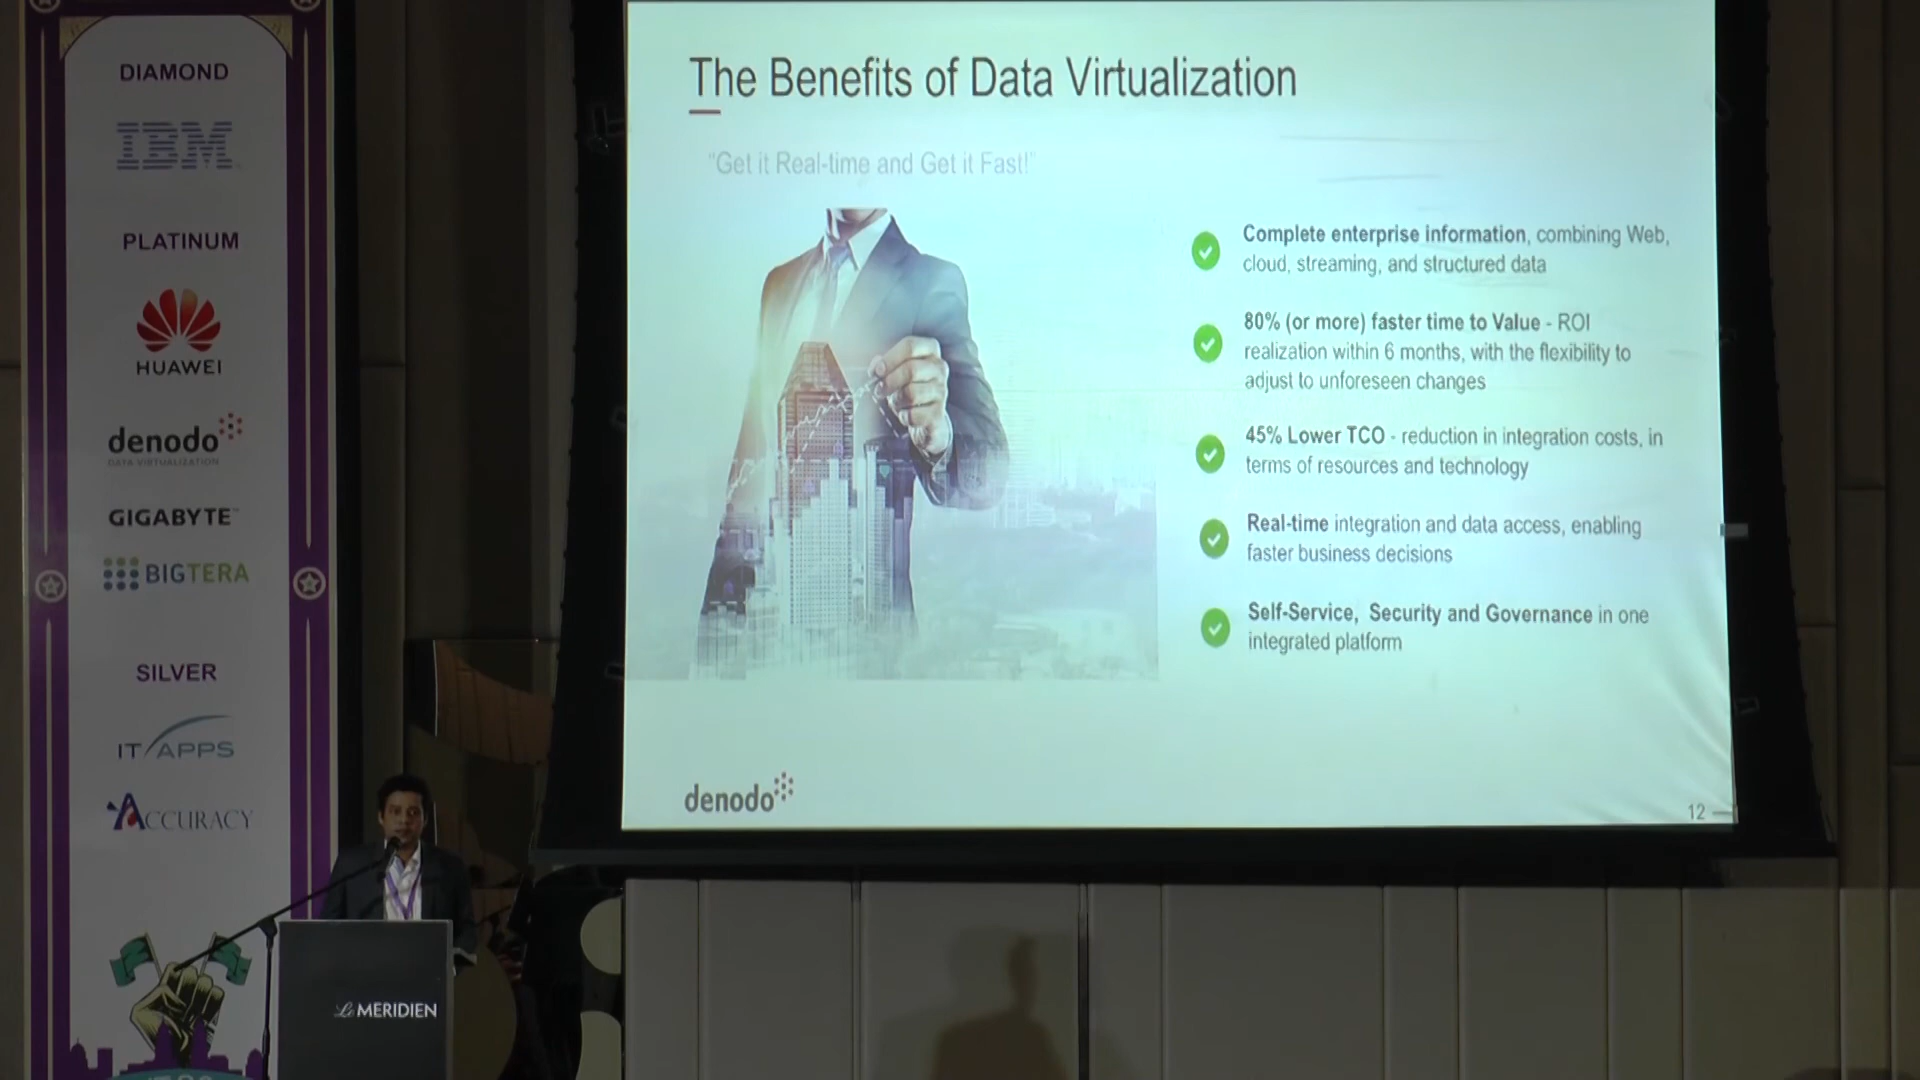 DIAMOND
IBM
PLATINUM
HUAWEI
denodo
DATA VIRTUALIZATION
GIGABYTE™
BIGTERA
SILVER
IT APPS
ACCURACY
Le MERIDIEN
The Benefits of Data Virtualization
"Get it Real-time and Get it Fast!"
Complete enterprise information, combining Web,
cloud, streaming, and structured data
80% (or more) faster time to Value - ROI
realization within 6 months, with the flexibility to
adjust to unforeseen changes
45% Lower TCO - reduction in integration costs, in
terms of resources and technology
Real-time integration and data access, enabling
faster business decisions
Self-Service, Security and Governance in one
integrated platform
denodo
12